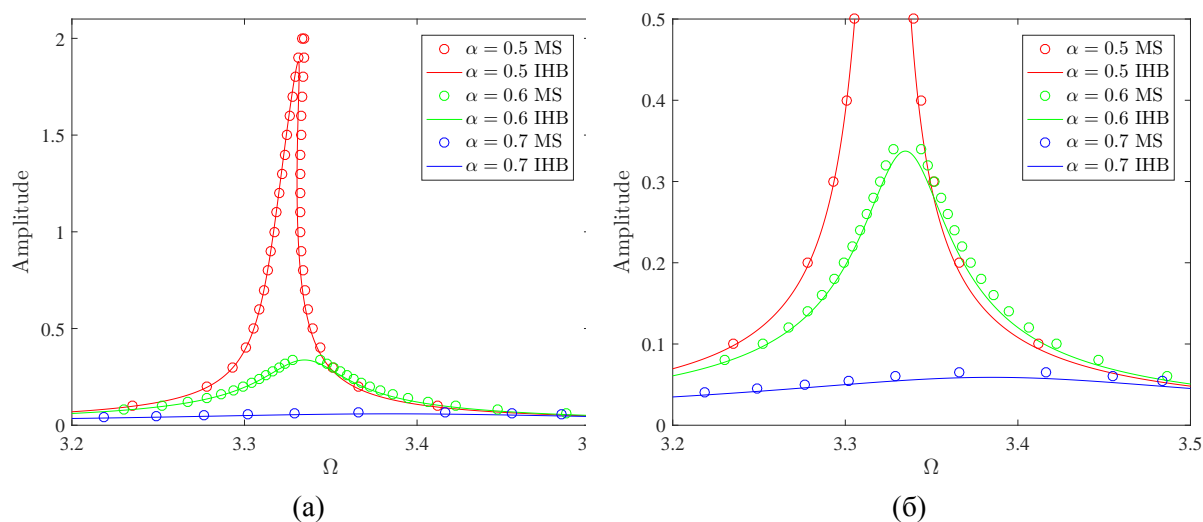 2
1.5
1
0.5
0
Amplitude
3.2
3.3
3.4
3.
Ω
α = 0.5 MS
α = 0.5 IHB
α = 0.6 MS
α = 0.6 IHB
α = 0.7 MS
α = 0.7 IHB
(а)
0.5
0.4
0.3
0.2
0.1
0
Amplitude
3.2
3.3
3.4
3.5
Ω
α = 0.5 MS
α = 0.5 IHB
α = 0.6 MS
α = 0.6 IHB
α = 0.7 MS
α = 0.7 IHB
(б)